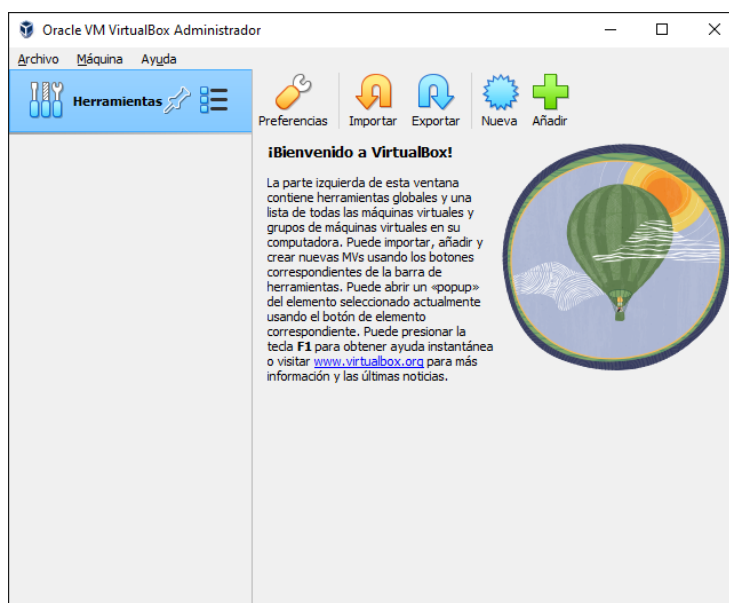 Oracle VM VirtualBox Administrador
Archivo Máquina Ayuda
Herramientas
Preferencias Importar Exportar Nueva Añadir
¡Bienvenido a VirtualBox!
La parte izquierda de esta ventana
contiene herramientas globales y una
lista de todas las máquinas virtuales y
grupos de máquinas virtuales en su
computadora. Puede importar, añadir y
crear nuevas MVs usando los botones
correspondientes de la barra de
herramientas. Puede abrir un «popup»
del elemento seleccionado actualmente
usando el botón de elemento
correspondiente. Puede presionar la
tecla F1 para obtener ayuda instantánea
o visitar www.virtualbox.org para más
información y las últimas noticias.